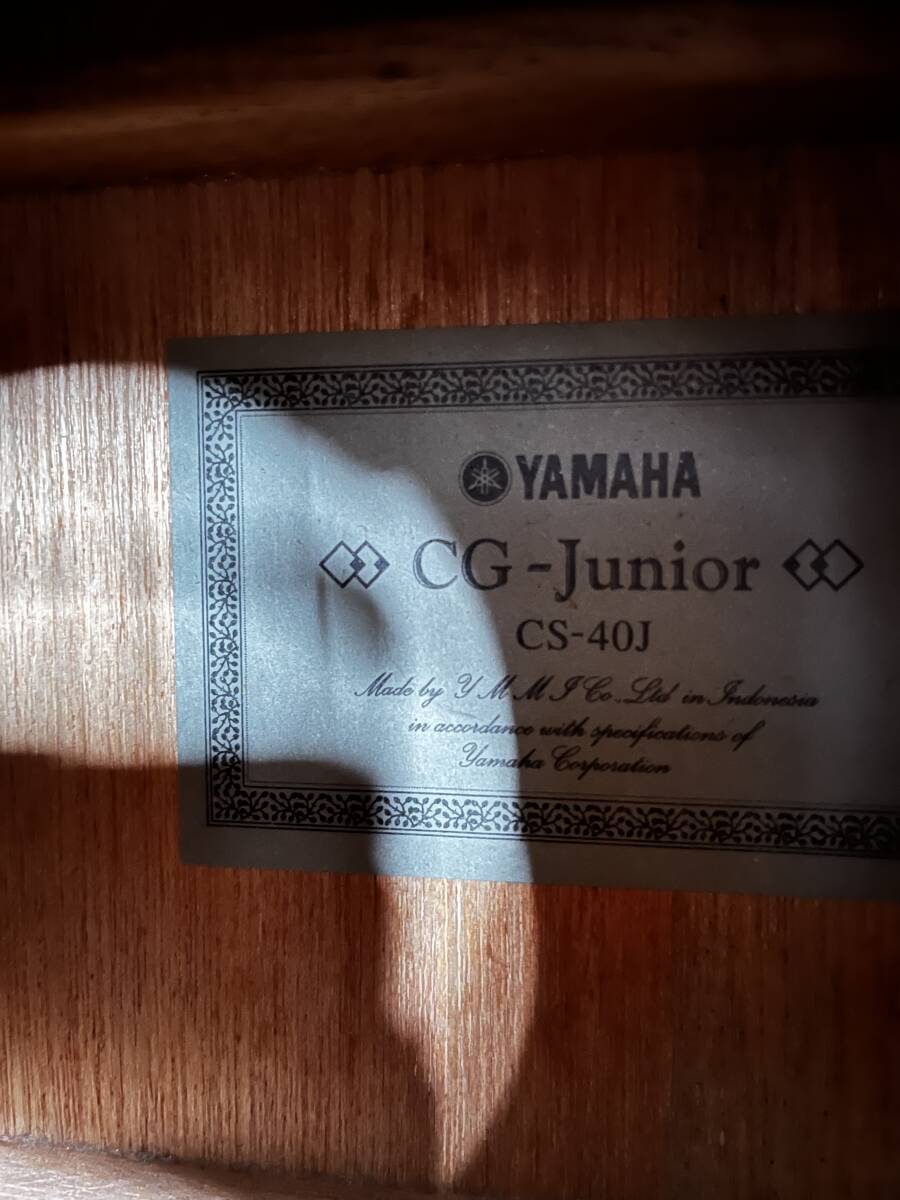 YAMAHA
CG-Junior
CS-40J
Made by Y M M I Co., Ltd in Indonesia
in accordance with specifications of
Yamaha Corporation